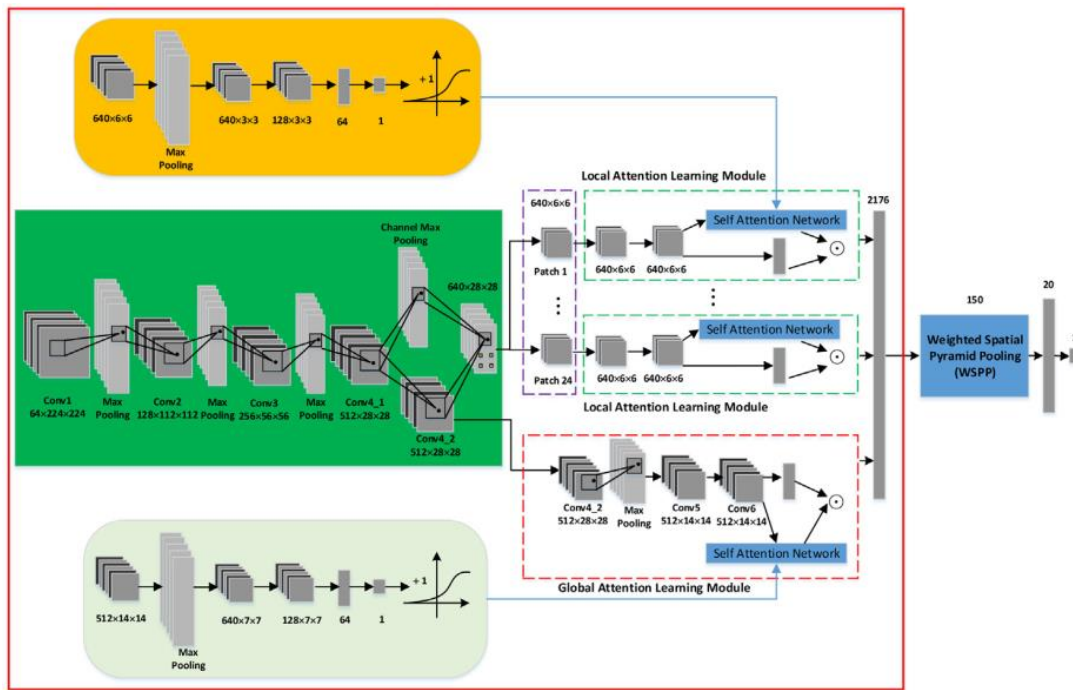 + 1
640×6×6
640×3×3
128×3×3
64
1
Max
Pooling
Local Attention Learning Module
640×6×6
Self Attention Network
2176
Channel Max
Pooling
Patch 1
640×6×6
640×6×6
640×28×28
20
150
Self Attention Network
Weighted Spatial
Pyramid Pooling
(WSPP)
Conv1
64×224×224
Max
Pooling
Conv2
128×112×112
Max
Pooling
Conv3
256×56×56
Max
Pooling
Conv4_1
512×28×28
Patch 24
640×6×6
640×6×6
Local Attention Learning Module
Conv4_2
512×28×28
Conv4_2
512×28×28
Max
Pooling
Conv5
512×14×14
Conv6
512×14×14
Self Attention Network
Global Attention Learning Module
+ 1
512×14×14
640×7×7
128×7×7
64
1
Max
Pooling